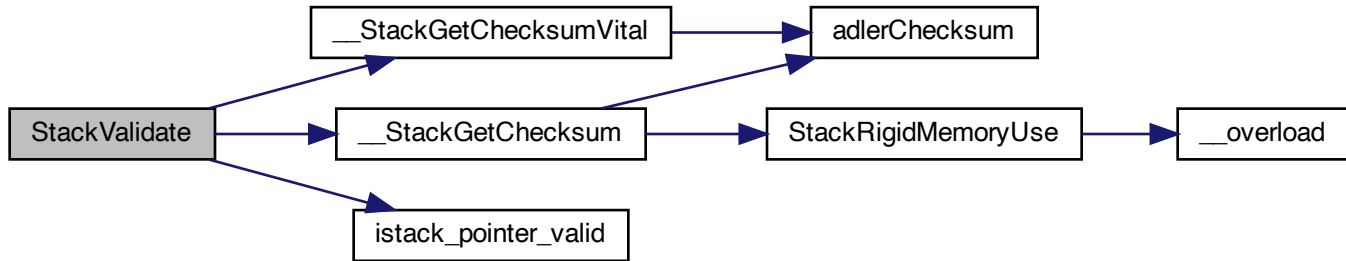 __StackGetChecksumVital
adlerChecksum
StackValidate
__StackGetChecksum
StackRigidMemoryUse
__overload
istack_pointer_valid